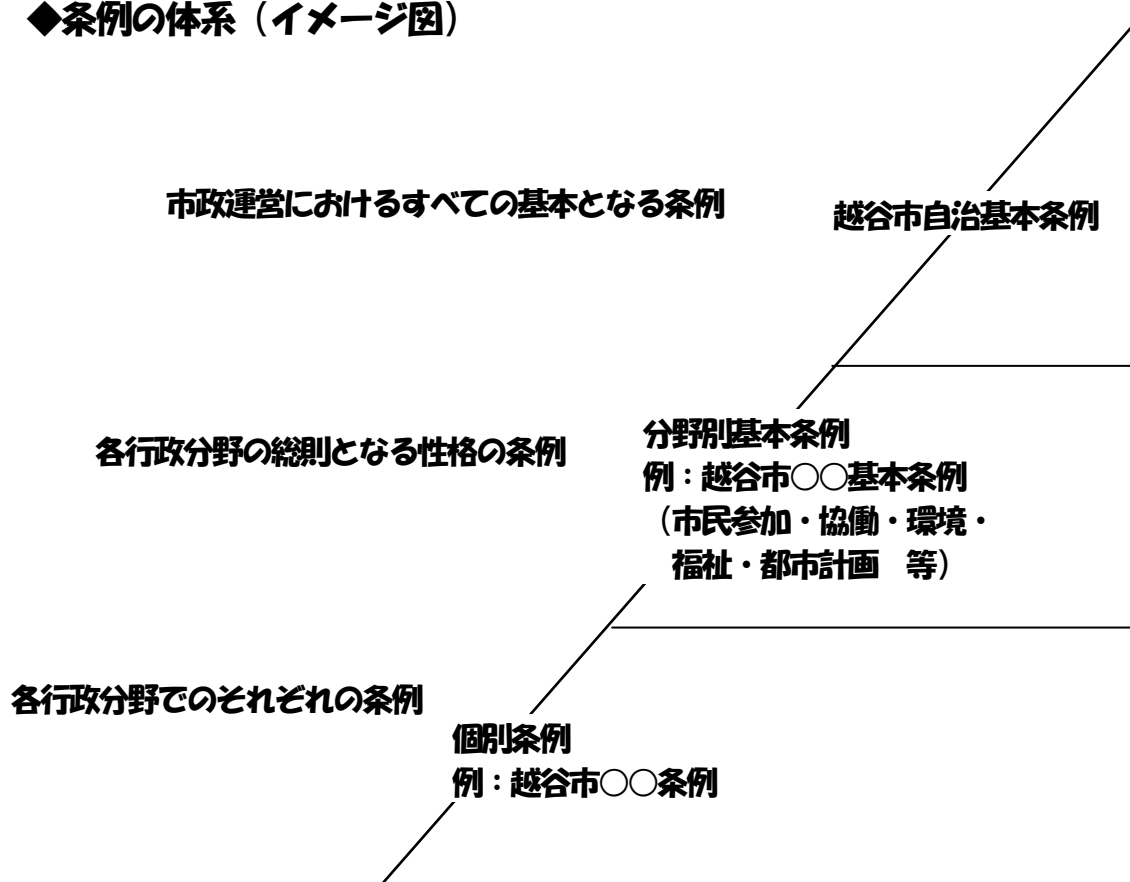 ◆条例の体系（イメージ図）
市政運営におけるすべての基本となる条例
越谷市自治基本条例
各行政分野の総則となる性格の条例
分野別基本条例
例：越谷市○○基本条例
（市民参加・協働・環境・
福祉・都市計画　等）
各行政分野でのそれぞれの条例
個別条例
例：越谷市○○条例